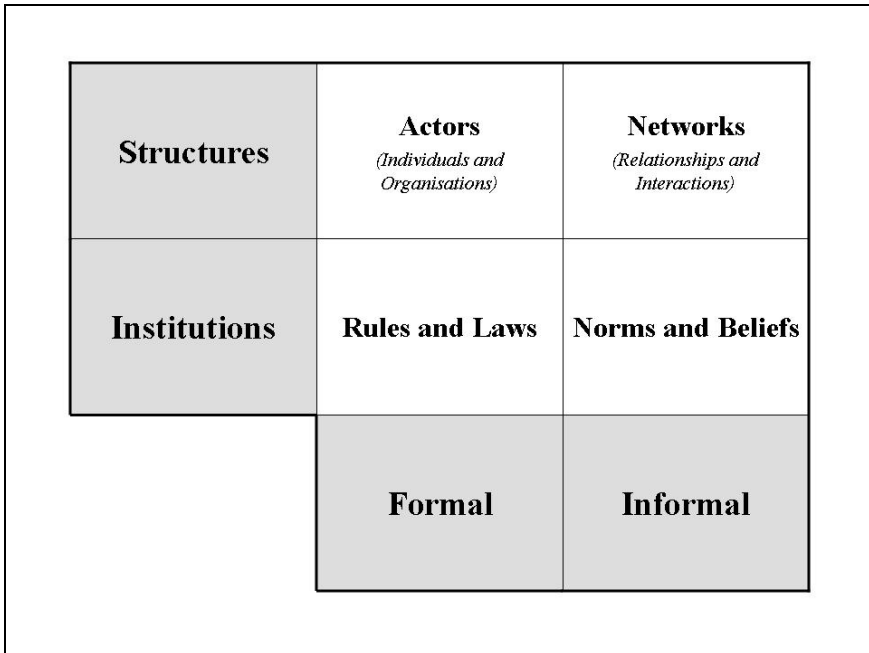 Structures
Actors
(Individuals and
Organisations)
Networks
(Relationships and
Interactions)
Institutions
Rules and Laws
Norms and Beliefs
Formal
Informal